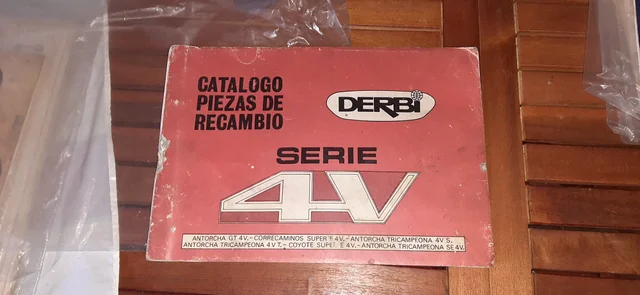 CATALOGO
PIEZAS DE
RECAMBIO
DERBI
SERIE
4V
ANTORCHA GT 4V.- CORRECAMINOS SUPER E 4V.- ANTORCHA TRICAMPEONA 4V S.
ANTORCHA TRICAMPEONA 4V T.- COYOTE SUPER E 4V.- ANTORCHA TRICAMPEONA SE 4V.